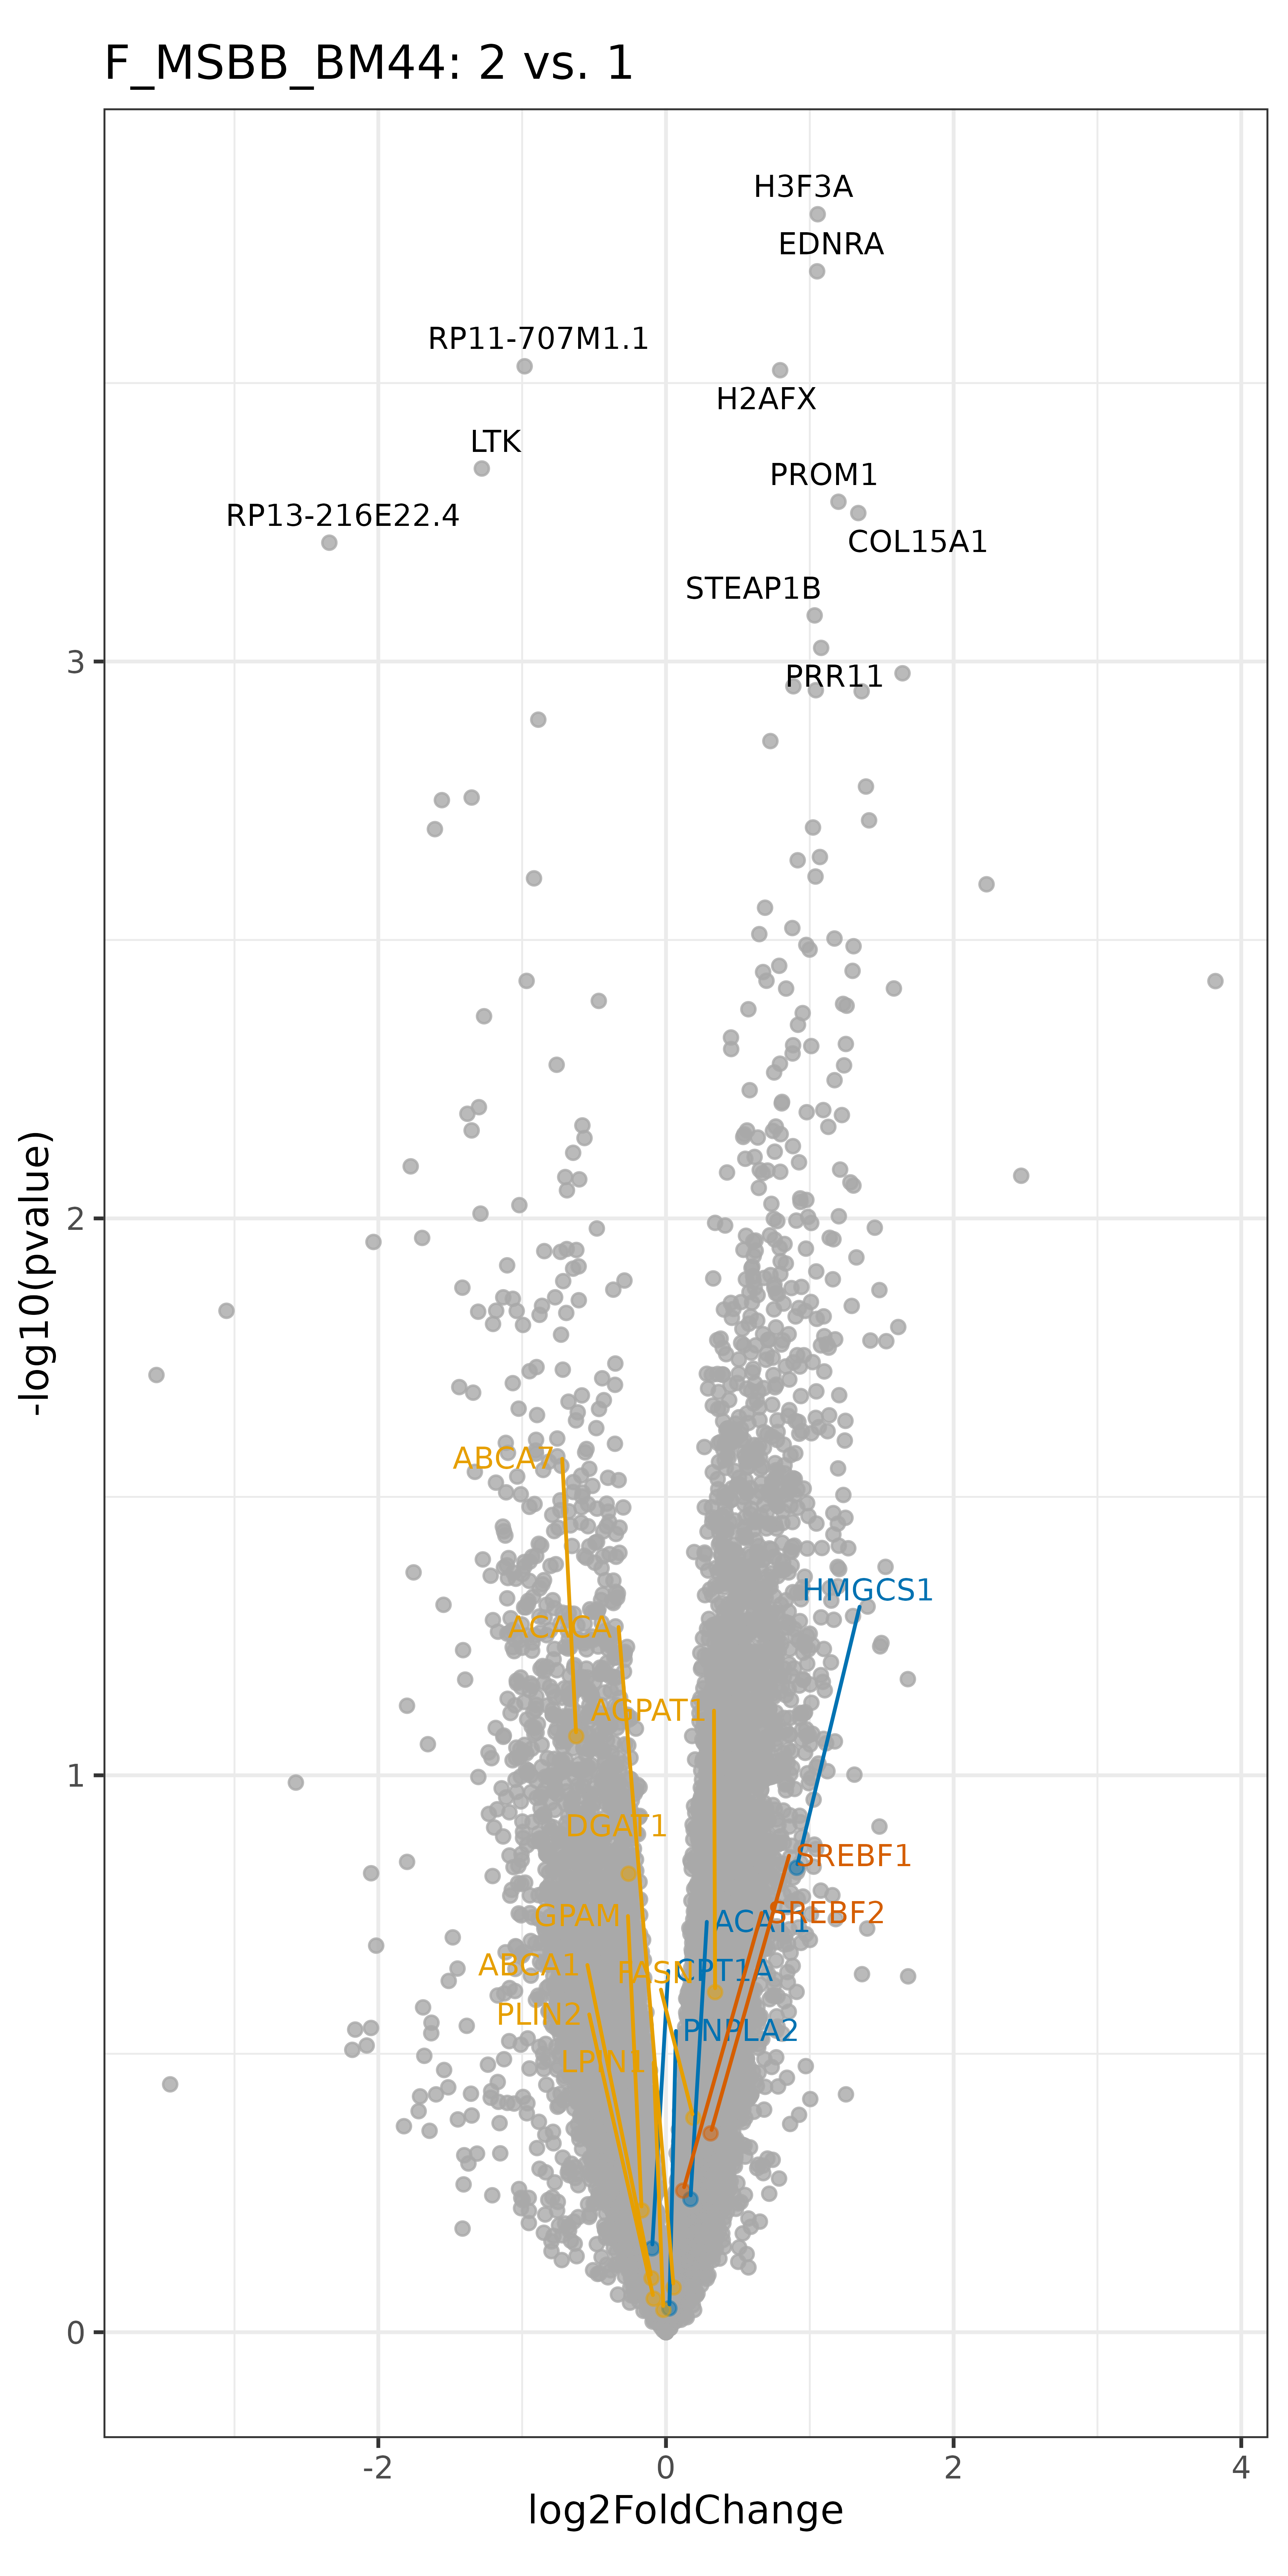 F_MSBB_BM44: 2 vs. 1
H3F3A
EDNRA
RP11-707M1.1
H2AFX
LTK
PROM1
RP13-216E22.4
COL15A1
STEAP1B
3
PRR11
2
ABCA7
HMGCS1
ACACA
AGPAT1
1
DGAT1
SREBF1
GPAM
SREBF2
ACAT1
ABCA1
FASN
CPT1A
PLIN2
PNPLA2
LPIN1
0
-2
0
2
4
log2FoldChange
-log10(pvalue)